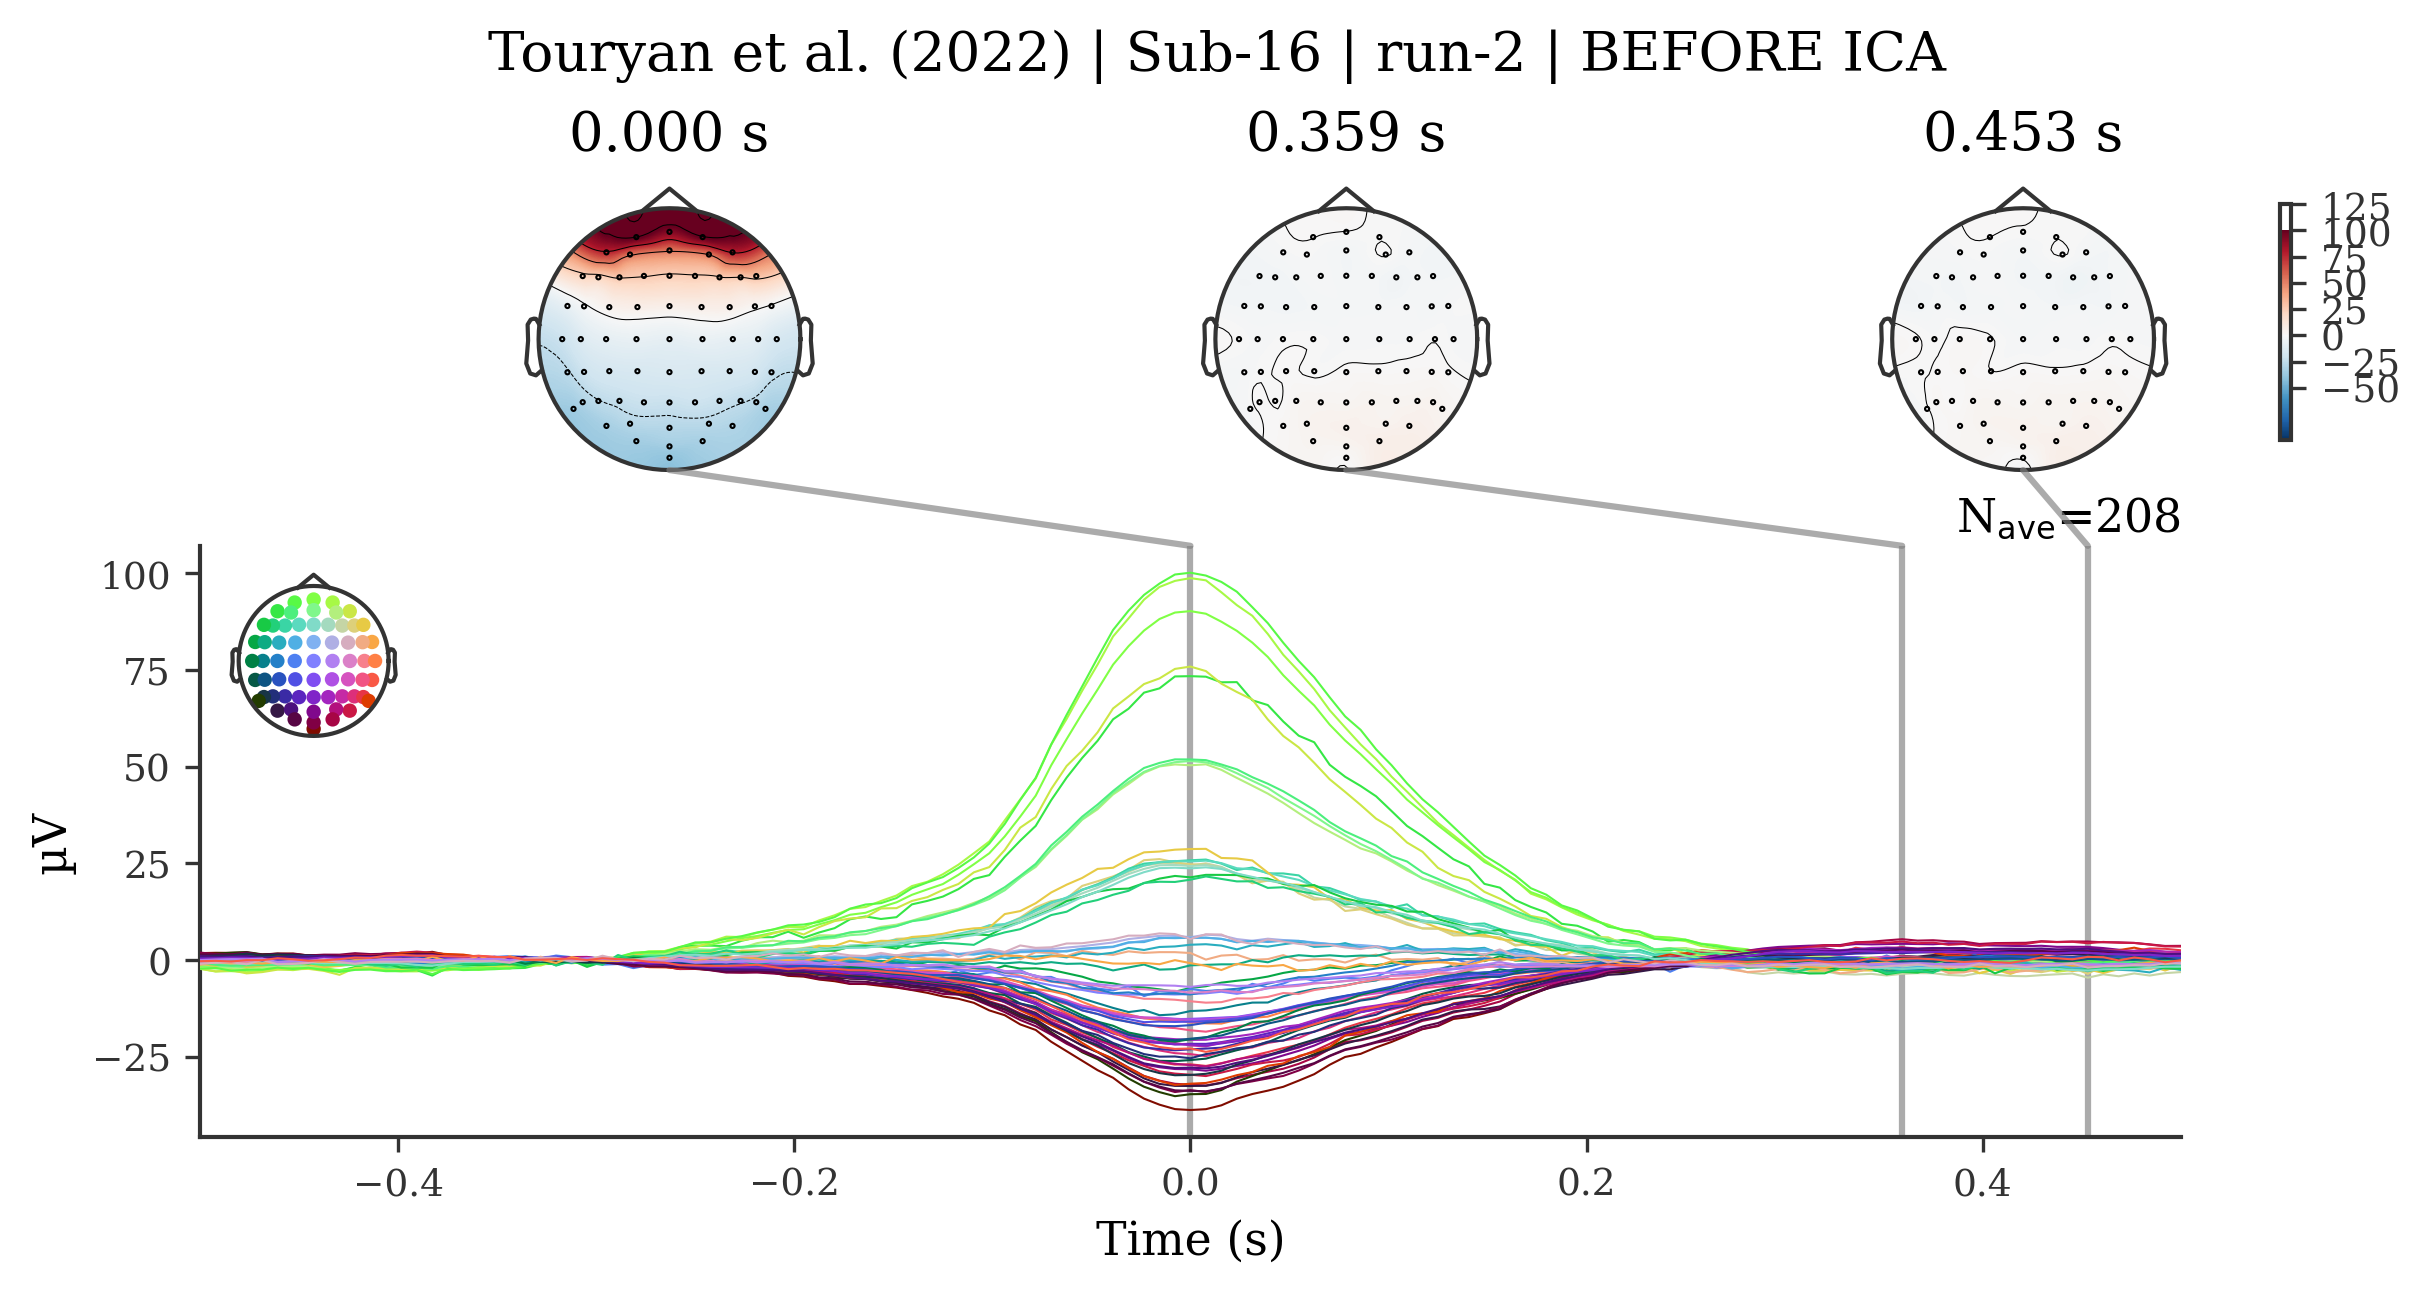 Touryan et al. (2022) | Sub-16 | run-2 | BEFORE ICA
0.000 s
0.359 s
0.453 s
125
100
75
50
25
0
−25
−50
Nave=208
100
75
50
25
0
−25
µV
−0.4
−0.2
0.0
0.2
0.4
Time (s)